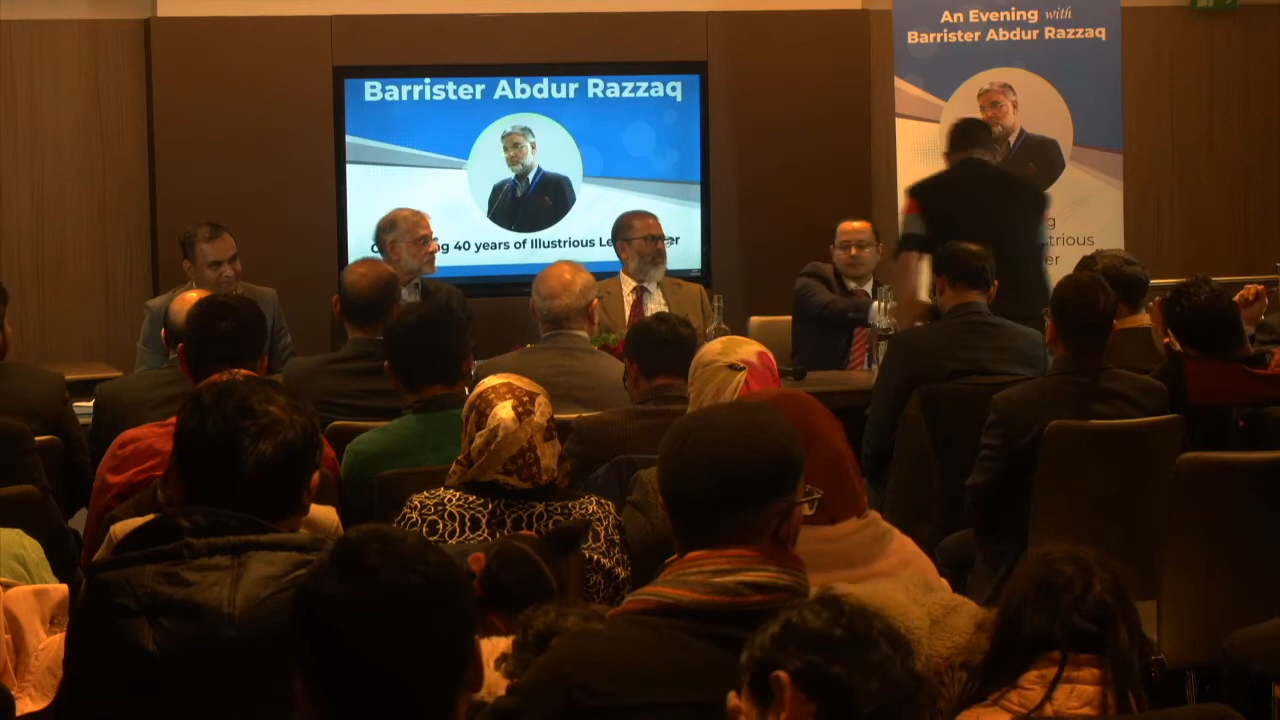 Barrister Abdur Razzaq
40 years of Illustrious
An Evening with
Barrister Abdur Razzaq